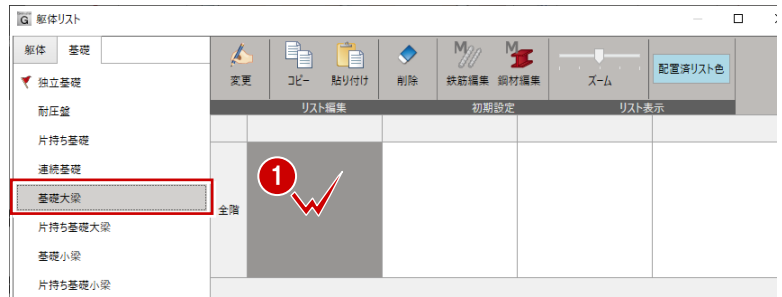 G 躯体リスト
躯体 基礎
独立基礎
耐圧盤
片持ち基礎
連続基礎
基礎大梁
片持ち基礎大梁
基礎小梁
片持ち基礎小梁
変更 コピー 貼り付け 削除 鉄筋編集 鋼材編集 ズーム 配置済リスト色
リスト編集 初期設定 リスト表示
全階
1